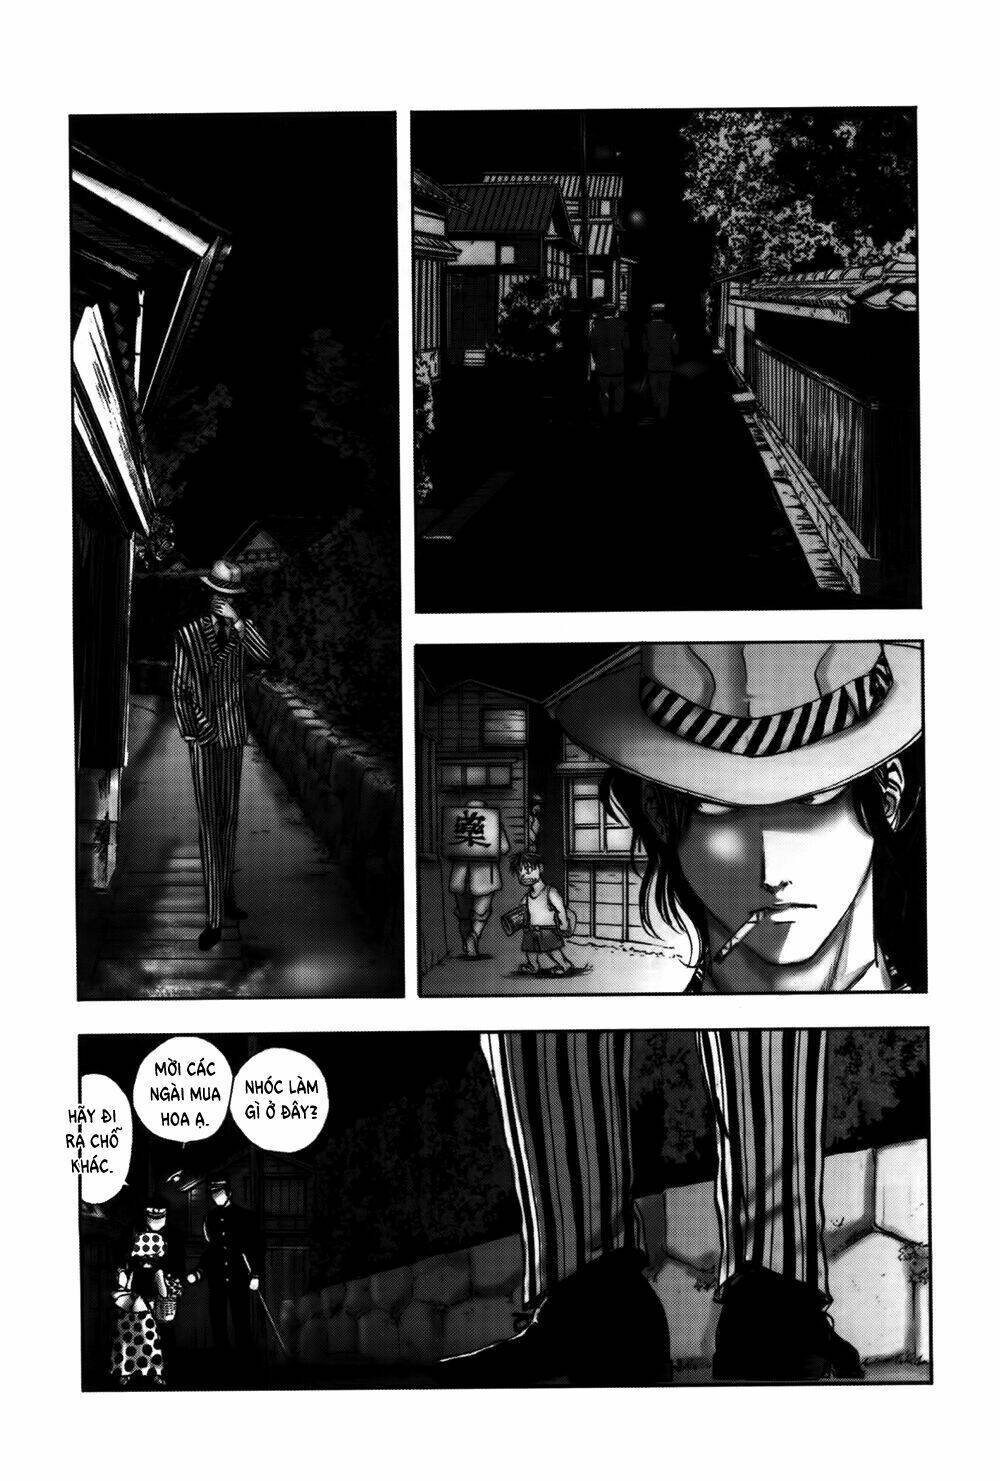 藥
NHÓC LÀM
GÌ Ở ĐÂY?
MỜI CÁC
NGÀI MUA
HOA Ạ.
HÃY ĐI
RA CHỖ
KHÁC.